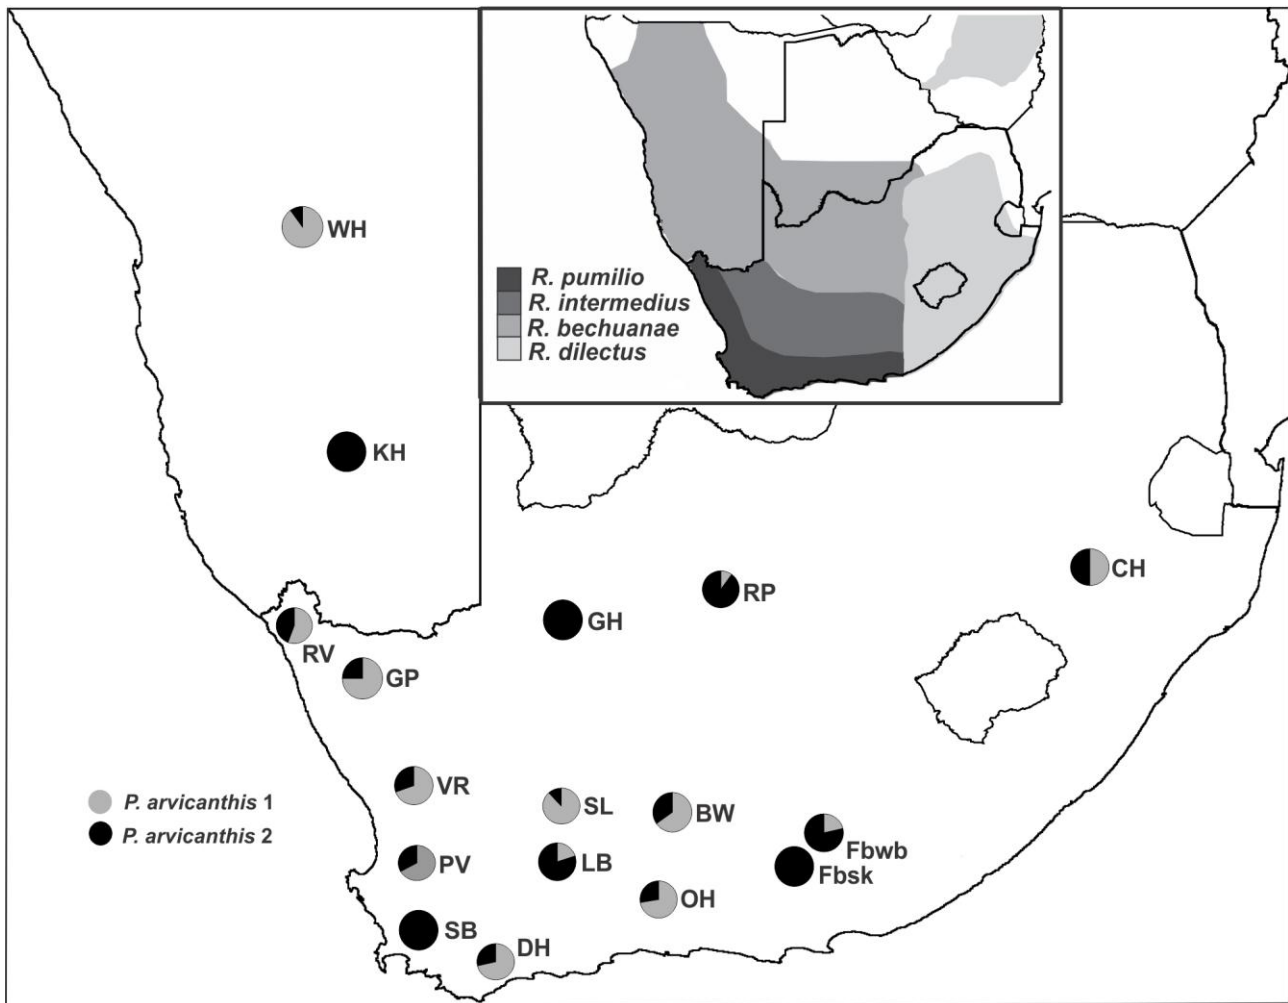 R. pumilio
R. intermedius
R. bechuanae
R. dilectus
WH
KH
CH
RP
GH
RV
GP
VR
SL
BW
P. arvicanthis 1
P. arvicanthis 2
Fbwb
PV
LB
Fbsk
OH
SB
DH